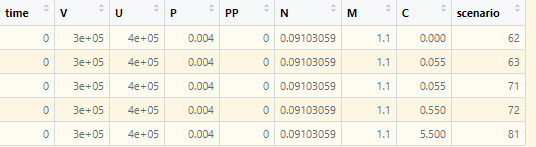 time V U P PP N M C scenario
0 3e+05 4e+05 0.004 0 0.09103059 1.1 0.000 62
0 3e+05 4e+05 0.004 0 0.09103059 1.1 0.055 63
0 3e+05 4e+05 0.004 0 0.09103059 1.1 0.055 71
0 3e+05 4e+05 0.004 0 0.09103059 1.1 0.550 72
0 3e+05 4e+05 0.004 0 0.09103059 1.1 5.500 81